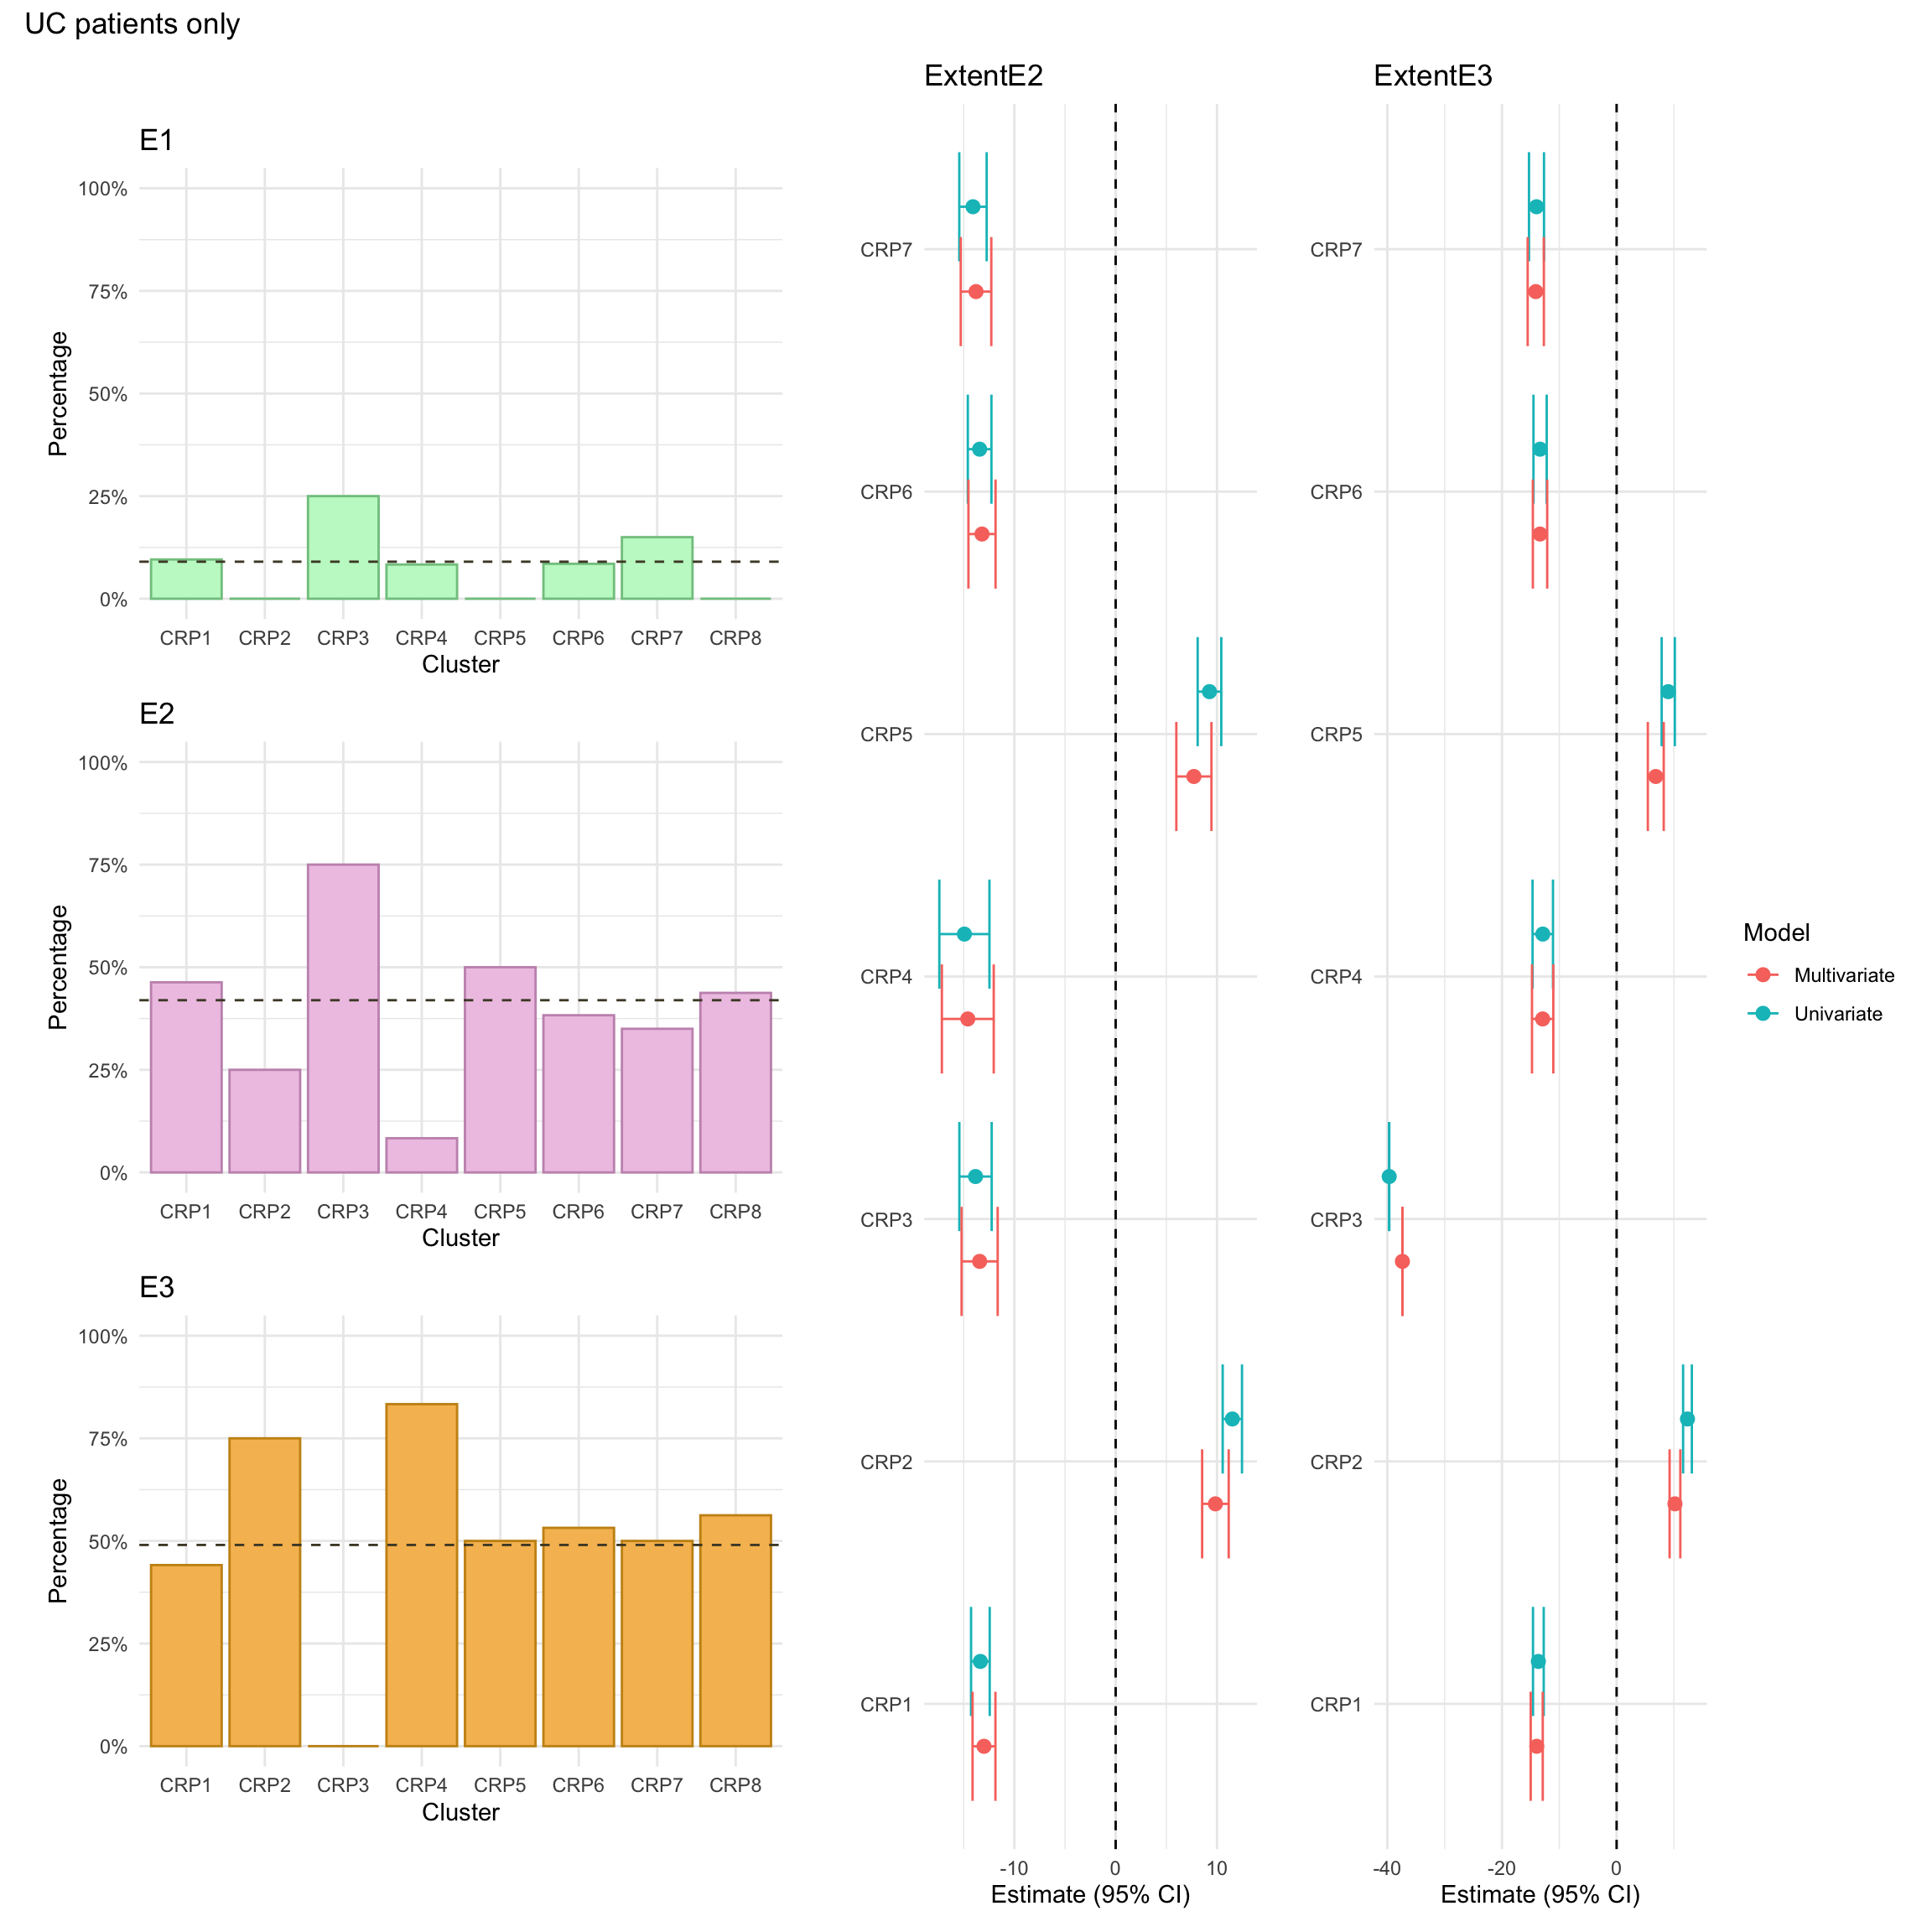 UC patients only
E1
Percentage
100%
75%
50%
25%
0%
CRP1 CRP2 CRP3 CRP4 CRP5 CRP6 CRP7 CRP8
Cluster
E2
Percentage
100%
75%
50%
25%
0%
CRP1 CRP2 CRP3 CRP4 CRP5 CRP6 CRP7 CRP8
Cluster
E3
Percentage
100%
75%
50%
25%
0%
CRP1 CRP2 CRP3 CRP4 CRP5 CRP6 CRP7 CRP8
Cluster
ExtentE2
CRP7
CRP6
CRP5
CRP4
CRP3
CRP2
CRP1
-10 0 10
Estimate (95% CI)
ExtentE3
CRP7
CRP6
CRP5
CRP4
CRP3
CRP2
CRP1
-40 -20 0
Estimate (95% CI)
Model
Multivariate
Univariate